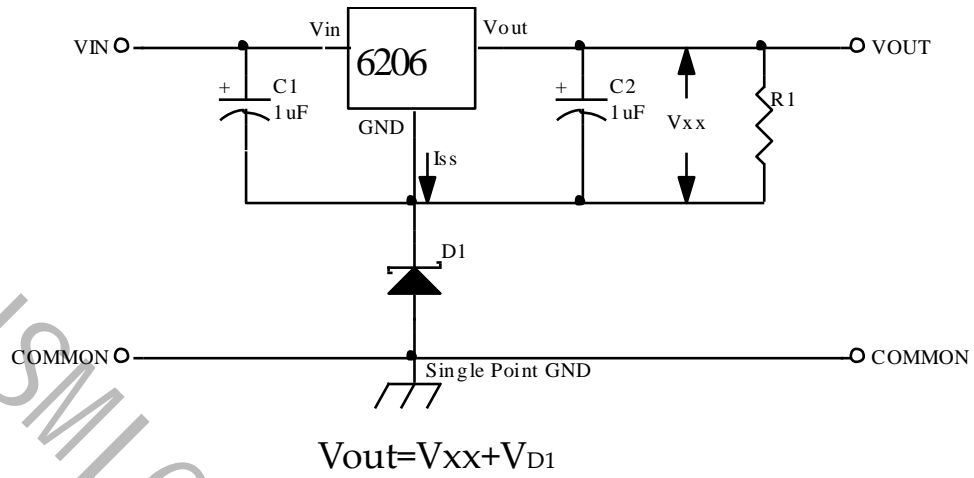 Vin
Vout
VIN
6206
VOUT
+ C1
1uF
+ C2
1uF
R1
Vxx
GND
Iss
D1
COMMON
COMMON
Single Point GND
Vout=Vxx+VD1